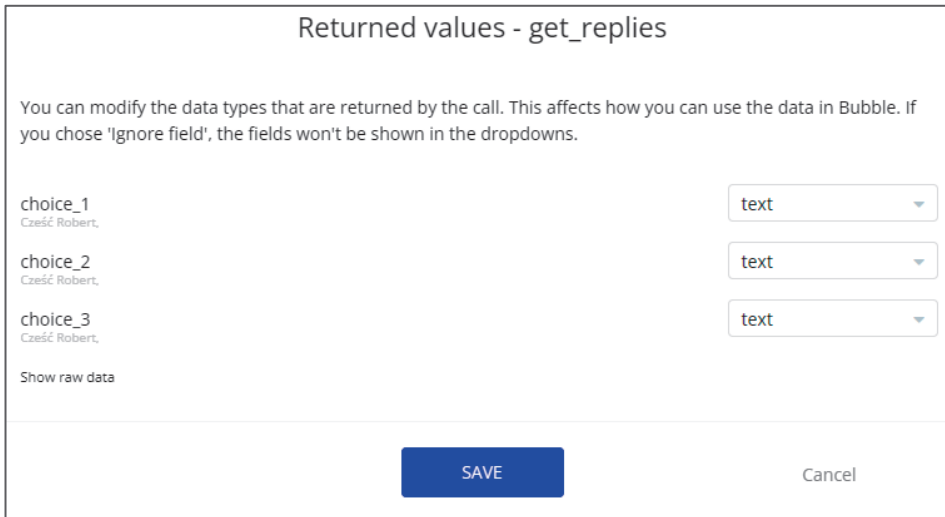 Returned values - get_replies
You can modify the data types that are returned by the call. This affects how you can use the data in Bubble. If
you chose 'Ignore field', the fields won't be shown in the dropdowns.
choice_1
text
Cześć Robert,
choice_2
text
Cześć Robert,
choice_3
text
Cześć Robert,
Show raw data
SAVE
Cancel